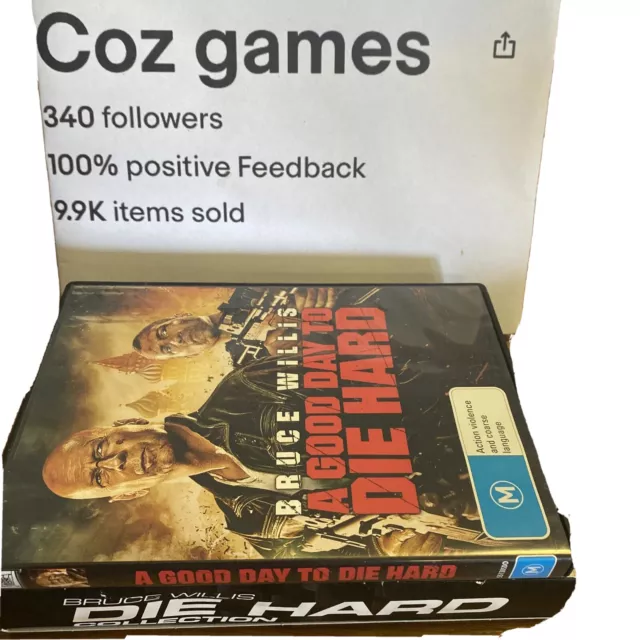 Coz games
340 followers
100% positive Feedback
9.9K items sold
BRUCE WILLIS
A GOOD DAY TO
DIE HARD
Action violence
and coarse
language
M
A GOOD DAY TO DIE HARD
M
BRUCE WILLIS
DIE HARD
COLLECTION